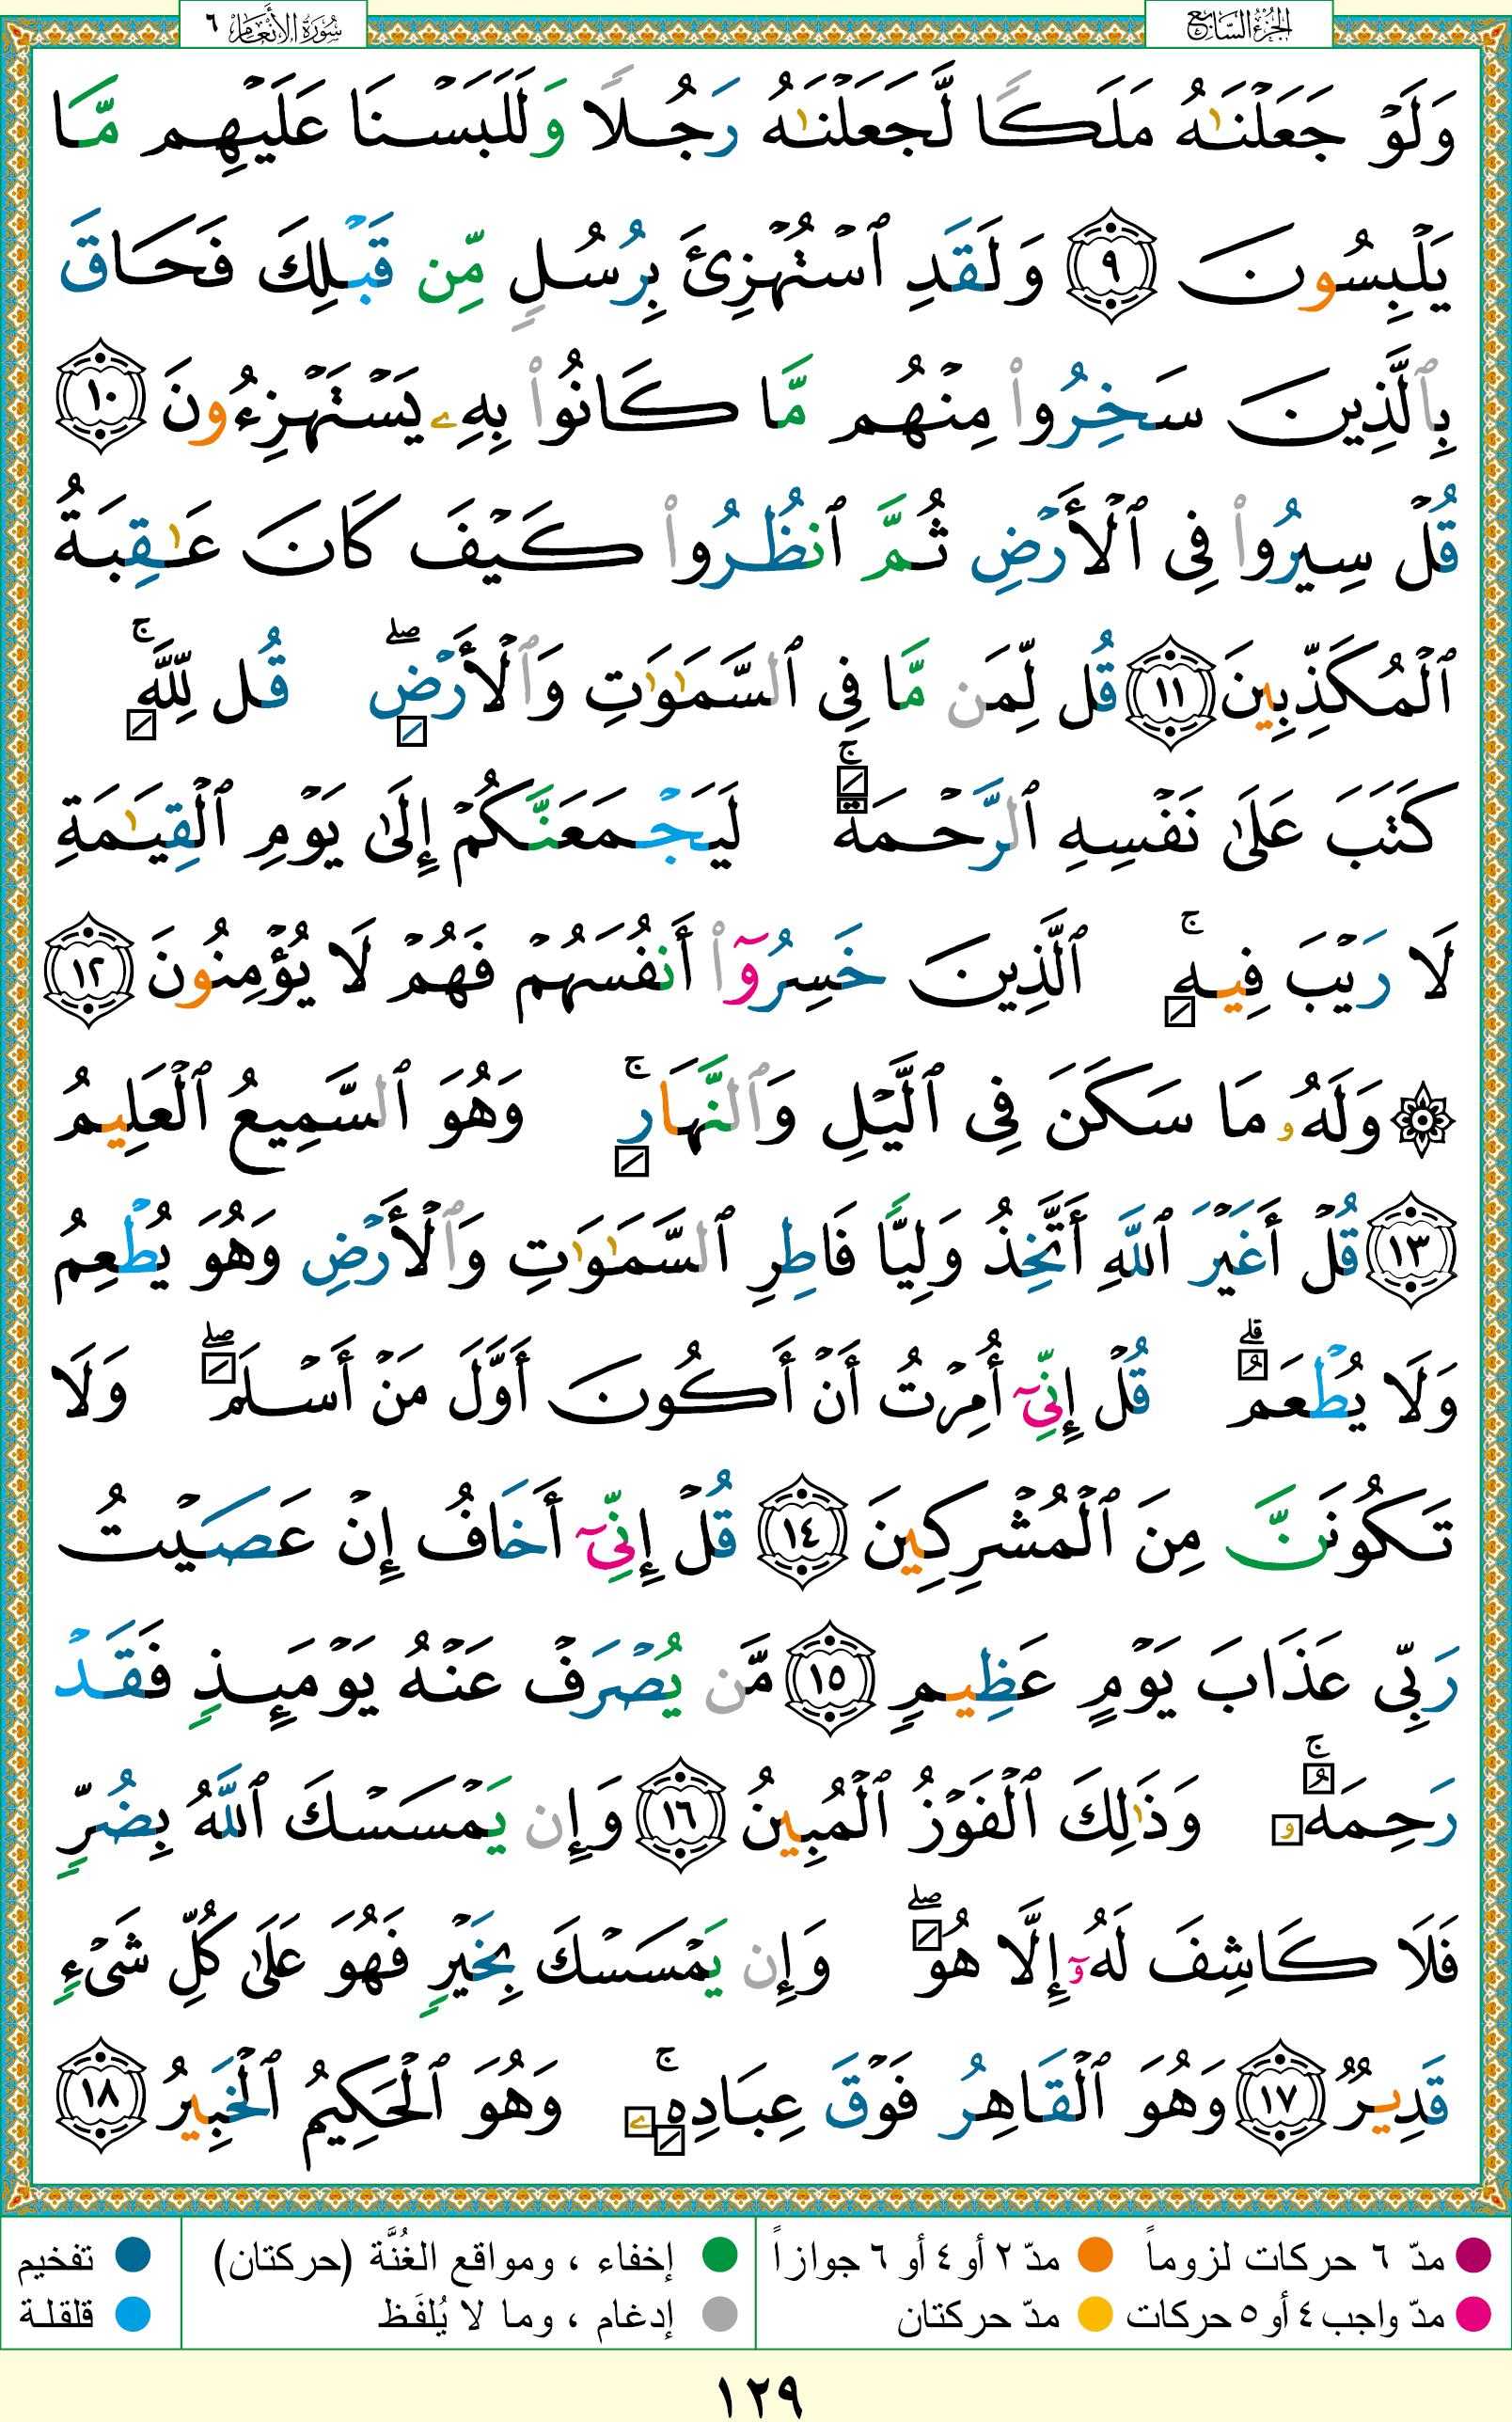 الجزء السابع
سورة الأنعام ٦
وَلَوۡ جَعَلۡنَٰهُ مَلَكٗا لَّجَعَلۡنَٰهُ رَجُلٗا وَلَلَبَسۡنَا عَلَيۡهِم مَّا
يَلۡبِسُونَ ٩ وَلَقَدِ ٱسۡتُهۡزِئَ بِرُسُلٖ مِّن قَبۡلِكَ فَحَاقَ
بِٱلَّذِينَ سَخِرُواْ مِنۡهُم مَّا كَانُواْ بِهِۦ يَسۡتَهۡزِءُونَ ١٠
قُلۡ سِيرُواْ فِي ٱلۡأَرۡضِ ثُمَّ ٱنظُرُواْ كَيۡفَ كَانَ عَٰقِبَةُ
ٱلۡمُكَذِّبِينَ ١١ قُل لِّمَن مَّا فِي ٱلسَّمَٰوَٰتِ وَٱلۡأَرۡضِۖ قُل لِّلَّهِۚ
كَتَبَ عَلَىٰ نَفۡسِهِ ٱلرَّحۡمَةَۚ لَيَجۡمَعَنَّكُمۡ إِلَىٰ يَوۡمِ ٱلۡقِيَٰمَةِ
لَا رَيۡبَ فِيهِۚ ٱلَّذِينَ خَسِرُوٓاْ أَنفُسَهُمۡ فَهُمۡ لَا يُؤۡمِنُونَ ١٢
۞ وَلَهُۥ مَا سَكَنَ فِي ٱلَّيۡلِ وَٱلنَّهَارِۚ وَهُوَ ٱلسَّمِيعُ ٱلۡعَلِيمُ
١٣ قُلۡ أَغَيۡرَ ٱللَّهِ أَتَّخِذُ وَلِيّٗا فَاطِرِ ٱلسَّمَٰوَٰتِ وَٱلۡأَرۡضِ وَهُوَ يُطۡعِمُ
وَلَا يُطۡعَمُۗ قُلۡ إِنِّيٓ أُمِرۡتُ أَنۡ أَكُونَ أَوَّلَ مَنۡ أَسۡلَمَۖ وَلَا
تَكُونَنَّ مِنَ ٱلۡمُشۡرِكِينَ ١٤ قُلۡ إِنِّيٓ أَخَافُ إِنۡ عَصَيۡتُ
رَبِّي عَذَابَ يَوۡمٍ عَظِيمٖ ١٥ مَّن يُصۡرَفۡ عَنۡهُ يَوۡمَئِذٖ فَقَدۡ
رَحِمَهُۥۚ وَذَٰلِكَ ٱلۡفَوۡزُ ٱلۡمُبِينُ ١٦ وَإِن يَمۡسَسۡكَ ٱللَّهُ بِضُرّٖ
فَلَا كَاشِفَ لَهُۥٓ إِلَّا هُوَۖ وَإِن يَمۡسَسۡكَ بِخَيۡرٖ فَهُوَ عَلَىٰ كُلِّ شَيۡءٖ
قَدِيرٞ ١٧ وَهُوَ ٱلۡقَاهِرُ فَوۡقَ عِبَادِهِۦۚ وَهُوَ ٱلۡحَكِيمُ ٱلۡخَبِيرُ ١٨
مدّ ٦ حركات لزوماً مدّ ٢ أو ٤ أو ٦ جوازاً إخفاء ، ومواقع الغُنَّة (حركتان) تفخيم
مدّ واجب ٤ أو ٥ حركات مدّ حركتان إدغام ، وما لا يُلفَظ قلقلة
١٢٩